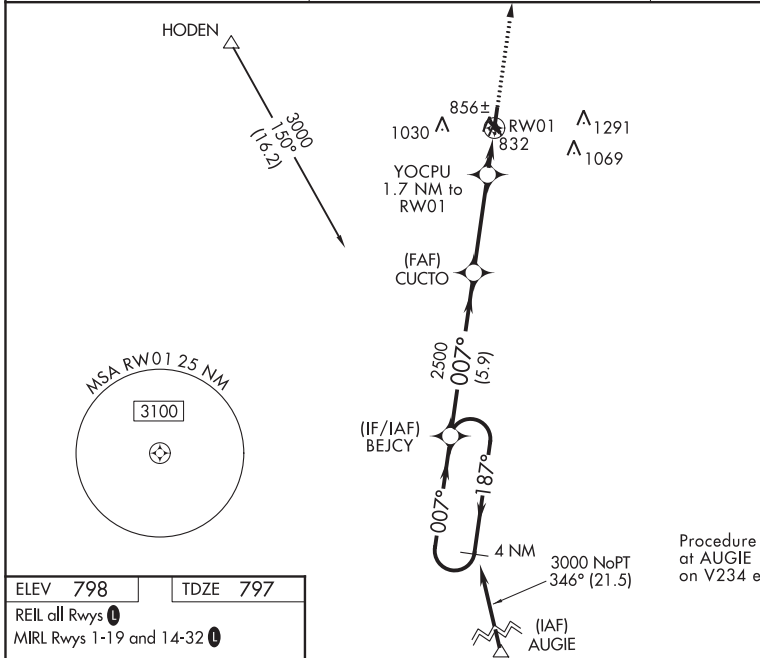 HODEN
3000
150°
(16.2)
856±
1030
RW01
832
1291
1069
YOCPU
1.7 NM to
RW01
(FAF)
CUCTO
2500
007°
(5.9)
MSA RW01 25 NM
3100
(IF/IAF)
BEJCY
007°
187°
4 NM
3000 NoPT
346° (21.5)
(IAF)
AUGIE
Procedure
at AUGIE
on V234 e
ELEV 798
TDZE 797
REIL all Rwys L
MIRL Rwys 1-19 and 14-32 L